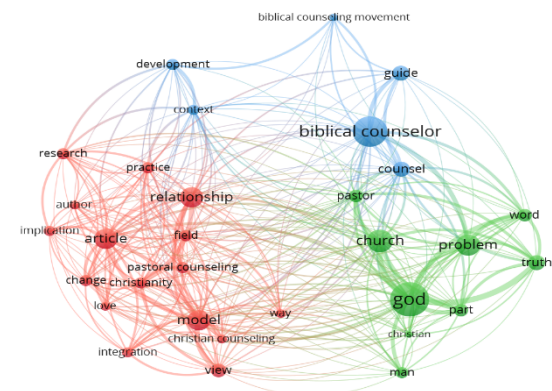 biblical counseling movement
development
guide
context
biblical counselor
research
practice
counsel
relationship
pastor
author
word
implication
article
field
church
problem
pastoral counseling
truth
change
christianity
love
god
model
way
part
christian counseling
christian
integration
view
man